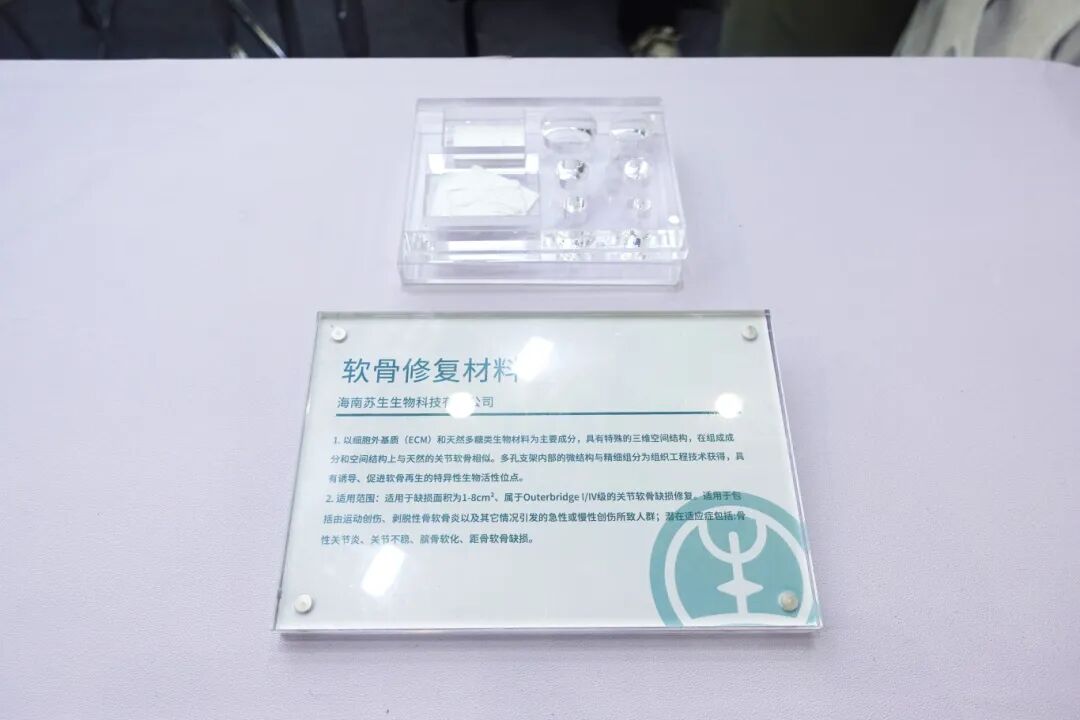 软骨修复材料
海南苏生生物科技有 公司
1. 以细胞外基质（ECM）和天然多糖类生物材料为主要成分，具有特殊的三维空间结构，在组成成
分和空间结构上与天然的关节软骨相似。多孔支架内部的微结构与精细组分为组织工程技术获得，具
有诱导、促进软骨再生的特异性生物活性位点。
2. 适用范围：适用于缺损面积为1-8cm²、属于Outerbridge I/IV级的关节软骨缺损修复。适用于包
括由运动创伤、剥脱性骨软骨炎以及其它情况引发的急性或慢性创伤所致人群；潜在适应症包括:骨
性关节炎、关节不稳、髌骨软化、距骨软骨缺损。